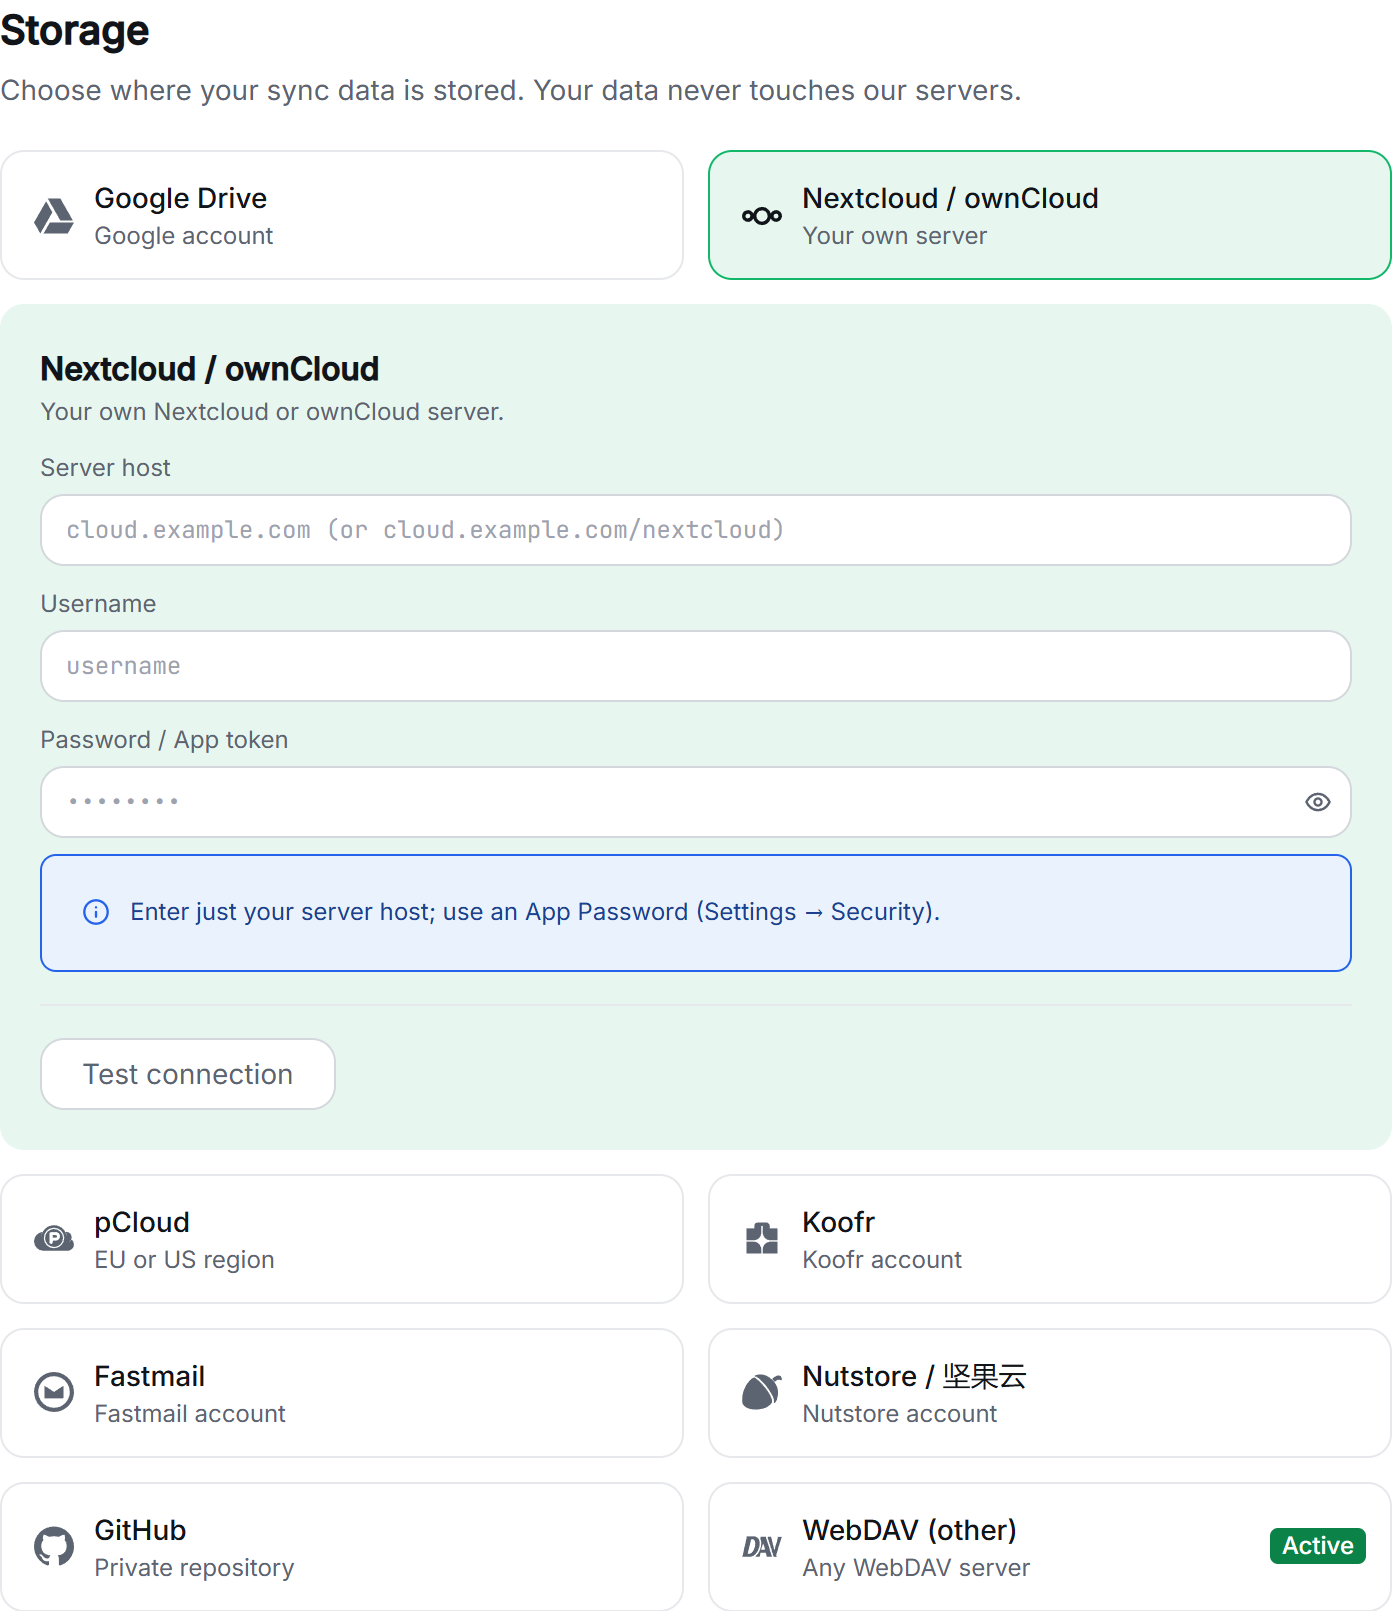 Storage
Choose where your sync data is stored. Your data never touches our servers.
Google Drive
Google account
Nextcloud / ownCloud
Your own server
Nextcloud / ownCloud
Your own Nextcloud or ownCloud server.
Server host
cloud.example.com (or cloud.example.com/nextcloud)
Username
username
Password / App token
••••••••
Enter just your server host; use an App Password (Settings → Security).
Test connection
pCloud
EU or US region
Koofr
Koofr account
Fastmail
Fastmail account
Nutstore / 坚果云
Nutstore account
GitHub
Private repository
DAV
WebDAV (other)
Any WebDAV server
Active